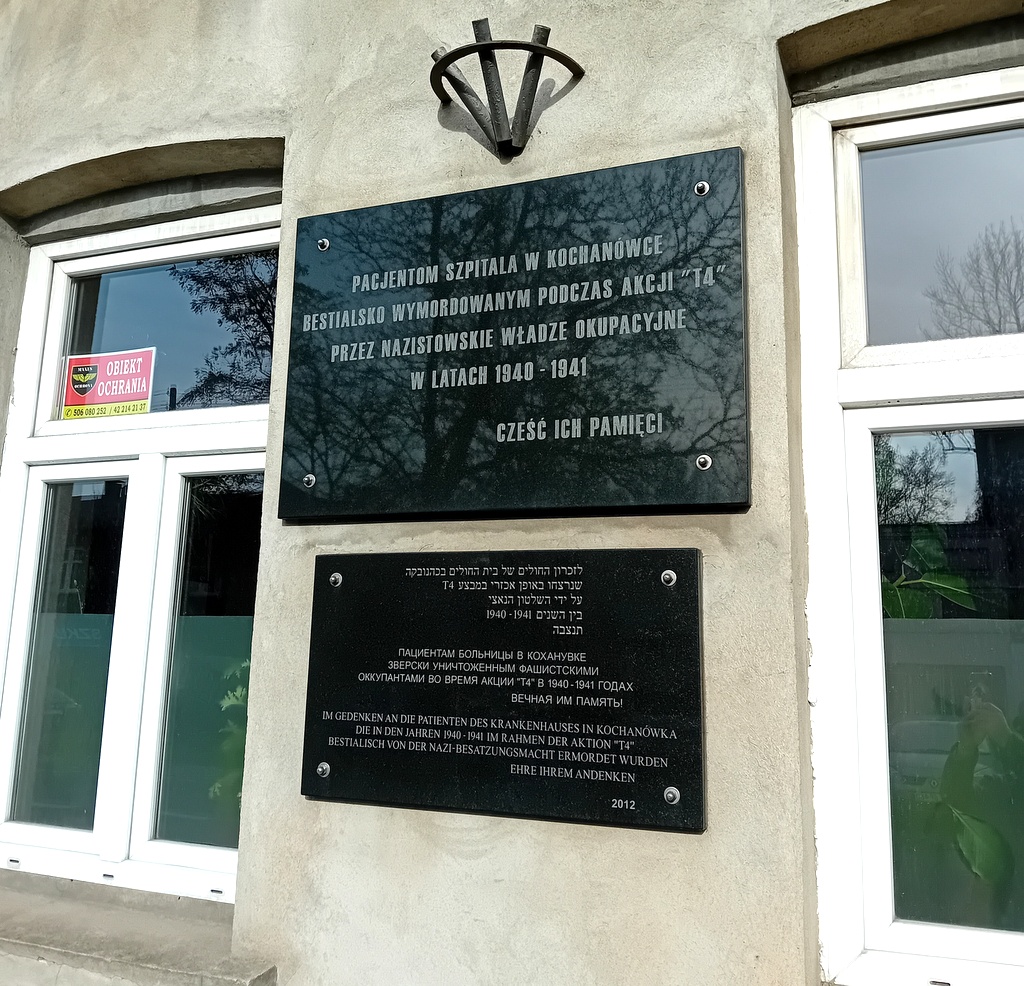 PACJENTOM SZPITALA W KOCHANÓWCE
BESTIALSKO WYMORDOWANYM PODCZAS AKCJI "T4"
PRZEZ NAZISTOWSKIE WŁADZE OKUPACYJNE
W LATACH 1940 - 1941
CZEŚĆ ICH PAMIĘCI
OBIEKT
OCHRANIA
506 080 252 / 42 214 21 37
לזכרון החולים של בית החולים בכהנובקה
שנרצחו באופן אכזרי במבצע T4
על ידי השלטון הנאצי
בין השנים 1940-1941
תנצבה
ПАЦИЕНТАМ БОЛЬНИЦЫ В КОХАНУВКЕ
ЗВЕРСКИ УНИЧТОЖЕННЫМ ФАШИСТСКИМИ
ОККУПАНТАМИ ВО ВРЕМЯ АКЦИИ "T4" В 1940 -1941 ГОДАХ
ВЕЧНАЯ ИМ ПАМЯТЬ!
IM GEDENKEN AN DIE PATIENTEN DES KRANKENHAUSES IN KOCHANÓWKA
DIE IN DEN JAHREN 1940 - 1941 IM RAHMEN DER AKTION "T4"
BESTIALISCH VON DER NAZI-BESATZUNGSMACHT ERMORDET WURDEN
EHRE IHREM ANDENKEN
2012